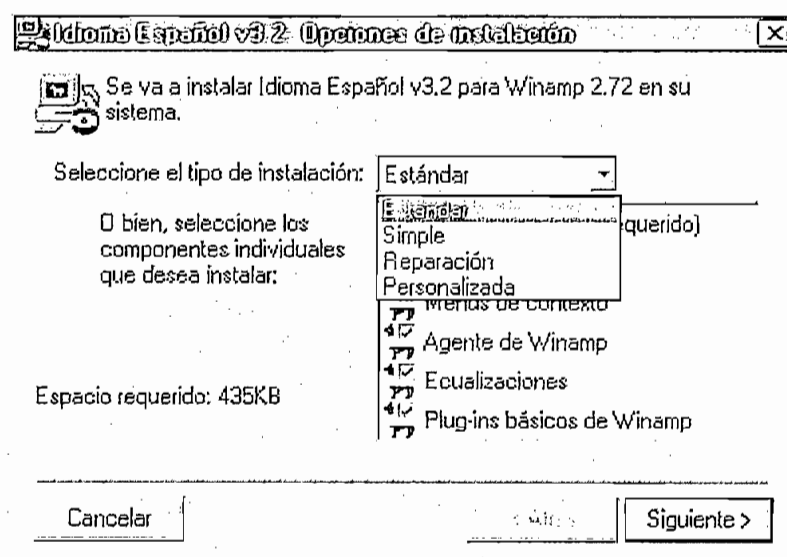 Idioma Español v3.2: Opciones de instalación
Se va a instalar Idioma Español v3.2 para Winamp 2.72 en su
sistema.
Seleccione el tipo de instalación: Estándar
Estándar
Simple
Reparación
Personalizada
O bien, seleccione los
componentes individuales
que desea instalar:
querido)
Menús de contexto
Agente de Winamp
Ecualizaciones
Plug-ins básicos de Winamp
Espacio requerido: 435KB
Cancelar
Siguiente >